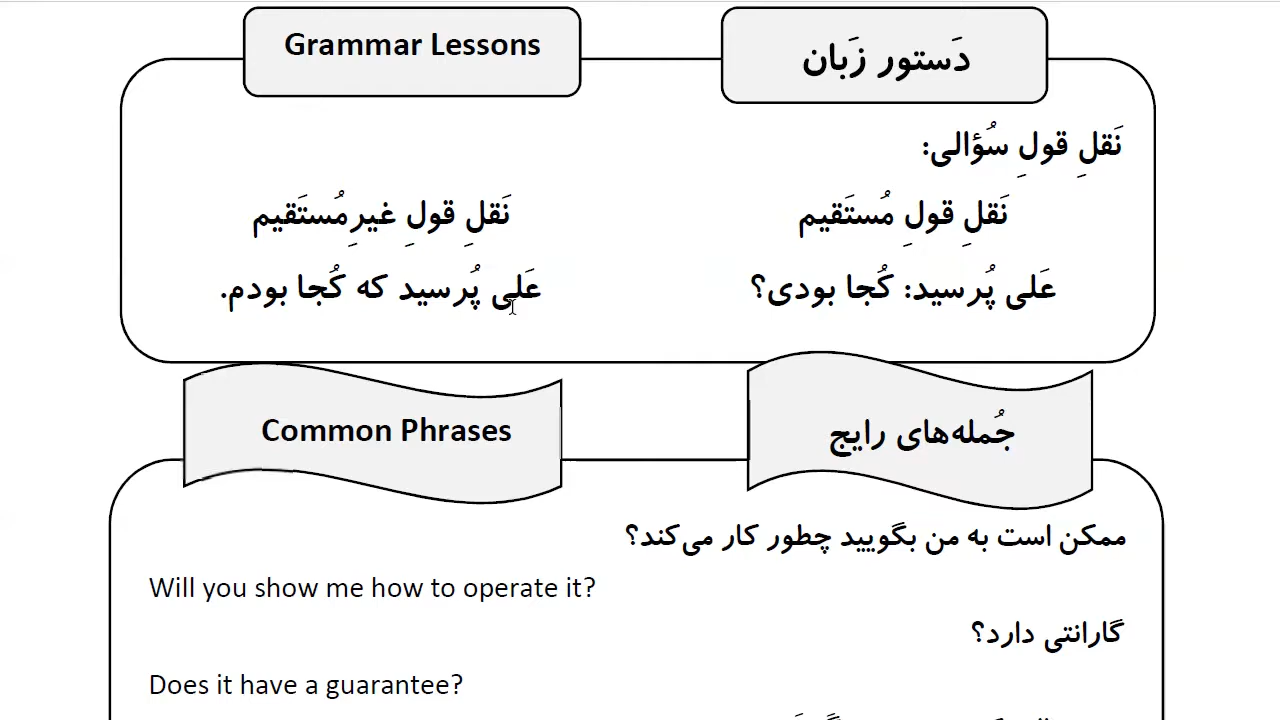 دَستور زَبان
Grammar Lessons
نَقلِ قولِ سُؤالی:
نَقلِ قولِ مُستَقیم
نَقلِ قولِ غیرِمُستَقیم
عَلی پُرسید: کُجا بودی؟
عَلی پُرسید که کُجا بودم.
جُمله‌های رایج
Common Phrases
ممکن است به من بگویید چطور کار می‌کند؟
Will you show me how to operate it?
گارانتی دارد؟
Does it have a guarantee?